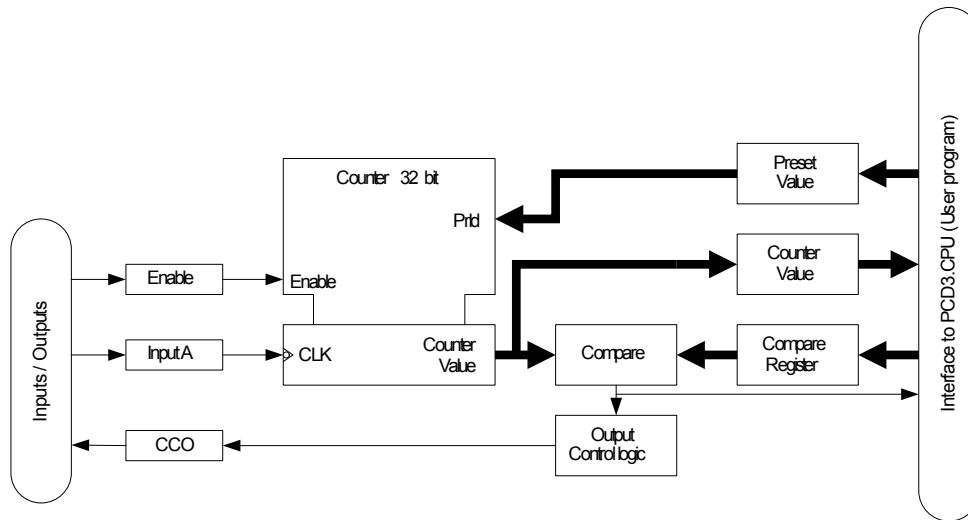 Counter 32 bit
Prld
Enable
CLK
Counter
Value
Inputs / Outputs
Enable
Input A
CCO
Preset
Value
Counter
Value
Compare
Compare
Register
Output
Control logic
Interface to PCD3.CPU (User program)